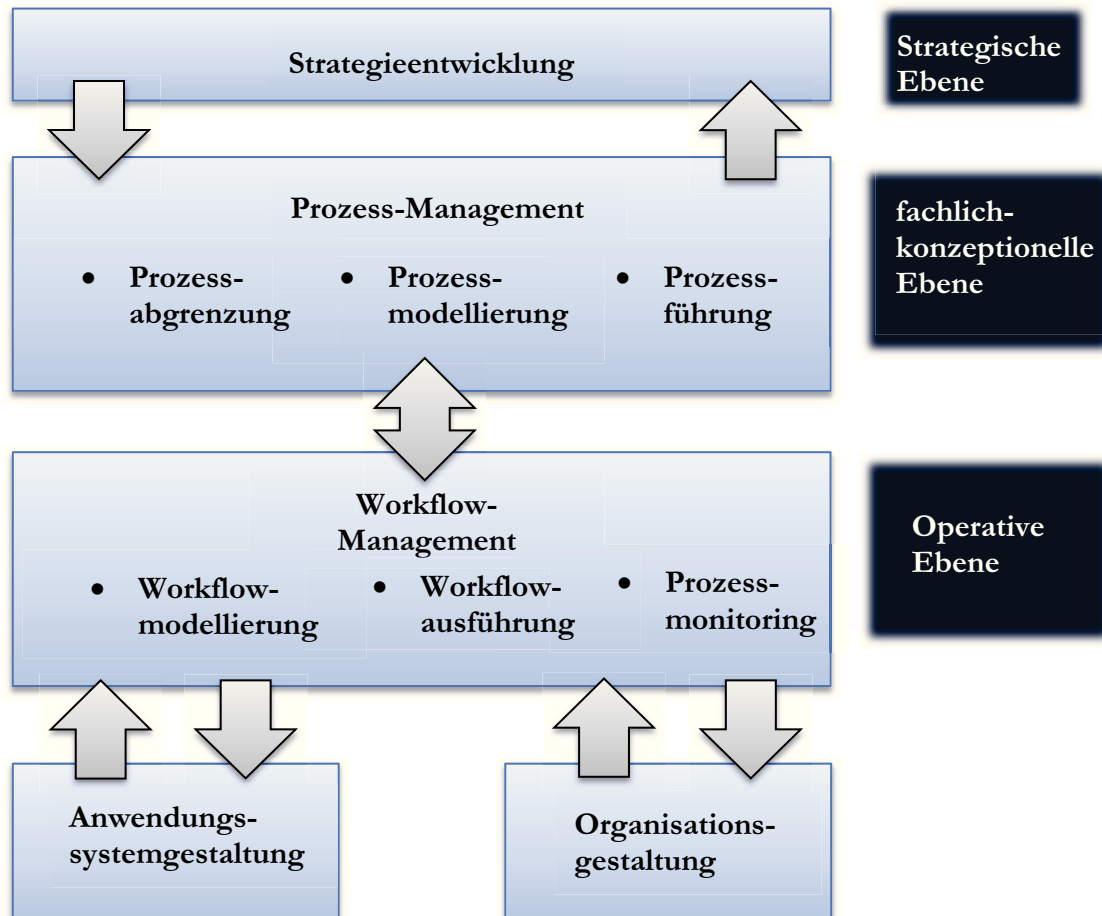 Strategieentwicklung
Strategische
Ebene
Prozess-Management
• Prozess-
abgrenzung
• Prozess-
modellierung
• Prozess-
führung
fachlich-
konzeptionelle
Ebene
Workflow-
Management
• Workflow-
modellierung
• Workflow-
ausführung
• Prozess-
monitoring
Operative
Ebene
Anwendungs-
systemgestaltung
Organisations-
gestaltung